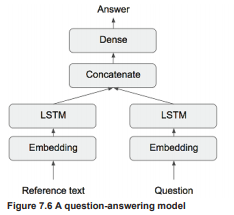 Answer
Dense
Concatenate
LSTM LSTM
Embedding Embedding
Reference text Question
Figure 7.6 A question-answering model